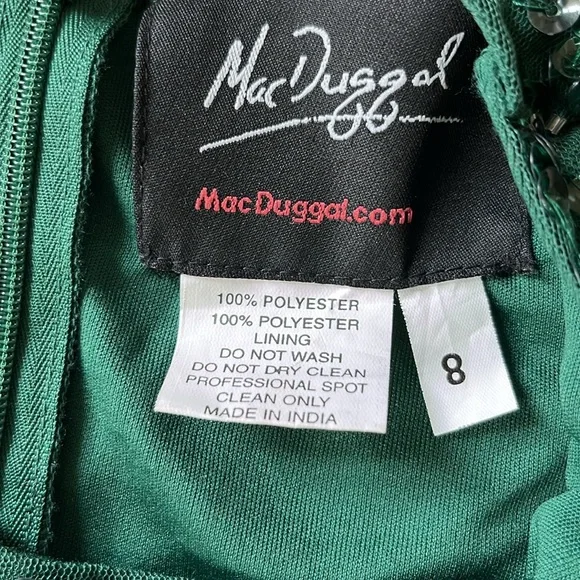 Mac Duggal
MacDuggal.com
100% POLYESTER
100% POLYESTER
LINING
DO NOT WASH
DO NOT DRY CLEAN
PROFESSIONAL SPOT
CLEAN ONLY
MADE IN INDIA
8